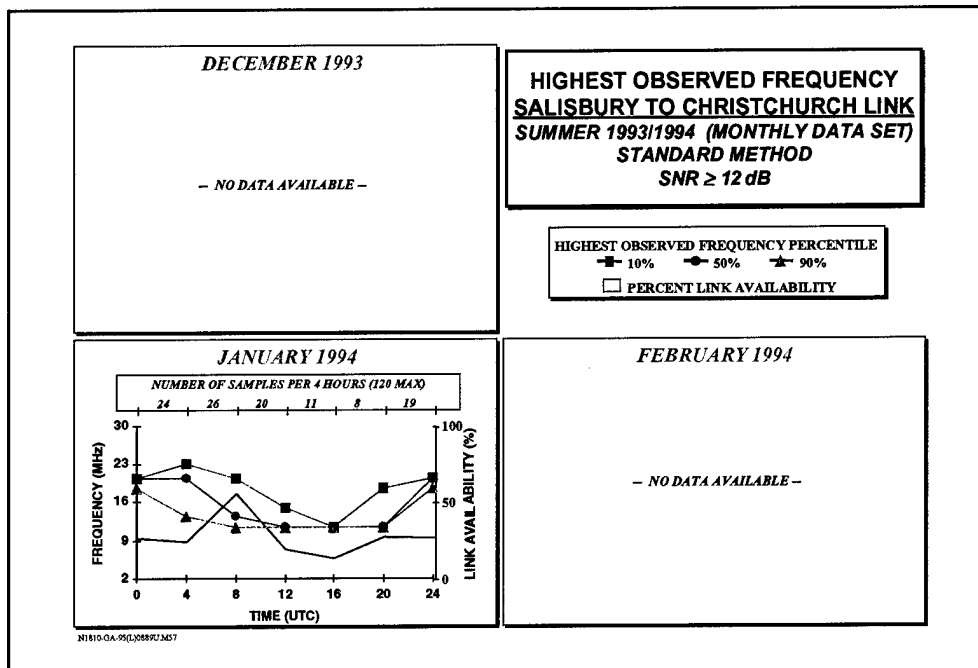 DECEMBER 1993
– NO DATA AVAILABLE –
HIGHEST OBSERVED FREQUENCY
SALISBURY TO CHRISTCHURCH LINK
SUMMER 1993/1994 (MONTHLY DATA SET)
STANDARD METHOD
SNR ≥ 12 dB
HIGHEST OBSERVED FREQUENCY PERCENTILE
10% 50% 90%
PERCENT LINK AVAILABILITY
JANUARY 1994
NUMBER OF SAMPLES PER 4 HOURS (120 MAX)
24 26 20 11 8 19
FREQUENCY (MHz)
30
23
16
9
2
100
50
0
LINK AVAILABILITY (%)
0 4 8 12 16 20 24
TIME (UTC)
FEBRUARY 1994
– NO DATA AVAILABLE –
N1810-GA-95(L)0889U.M57